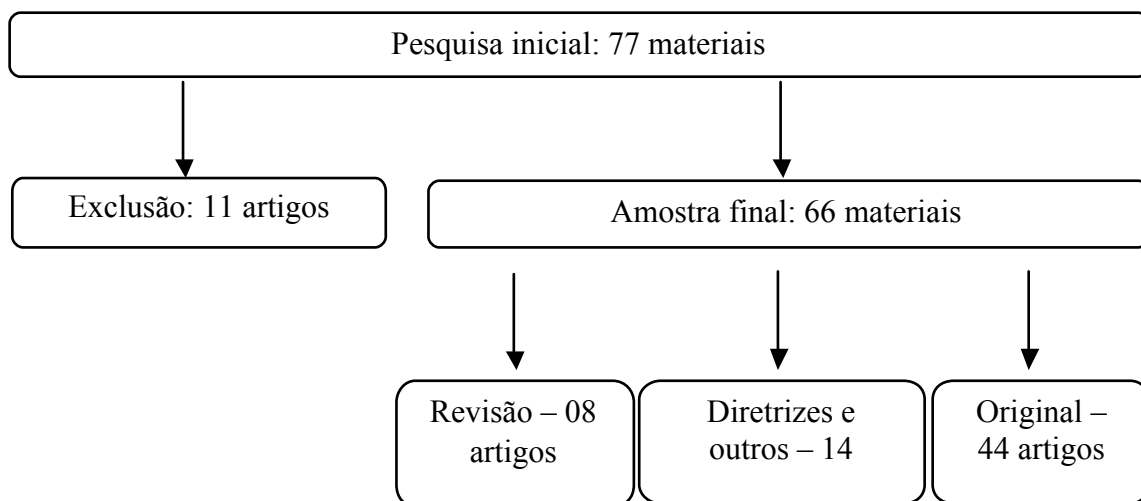 Pesquisa inicial: 77 materiais
Exclusão: 11 artigos
Amostra final: 66 materiais
Revisão – 08
artigos
Diretrizes e
outros – 14
Original –
44 artigos